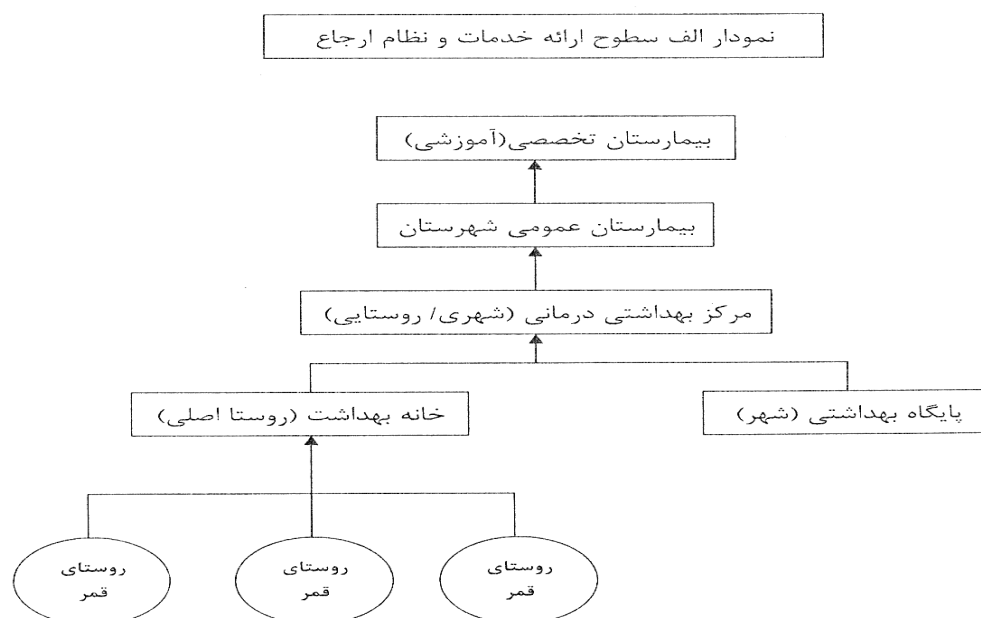 نمودار الف سطوح ارائه خدمات و نظام ارجاع
بیمارستان تخصصی(آموزشی)
بیمارستان عمومی شهرستان
مرکز بهداشتی درمانی (شهری/ روستایی)
پایگاه بهداشتی (شهر)
خانه بهداشت (روستا اصلی)
روستای
قمر
روستای
قمر
روستای
قمر